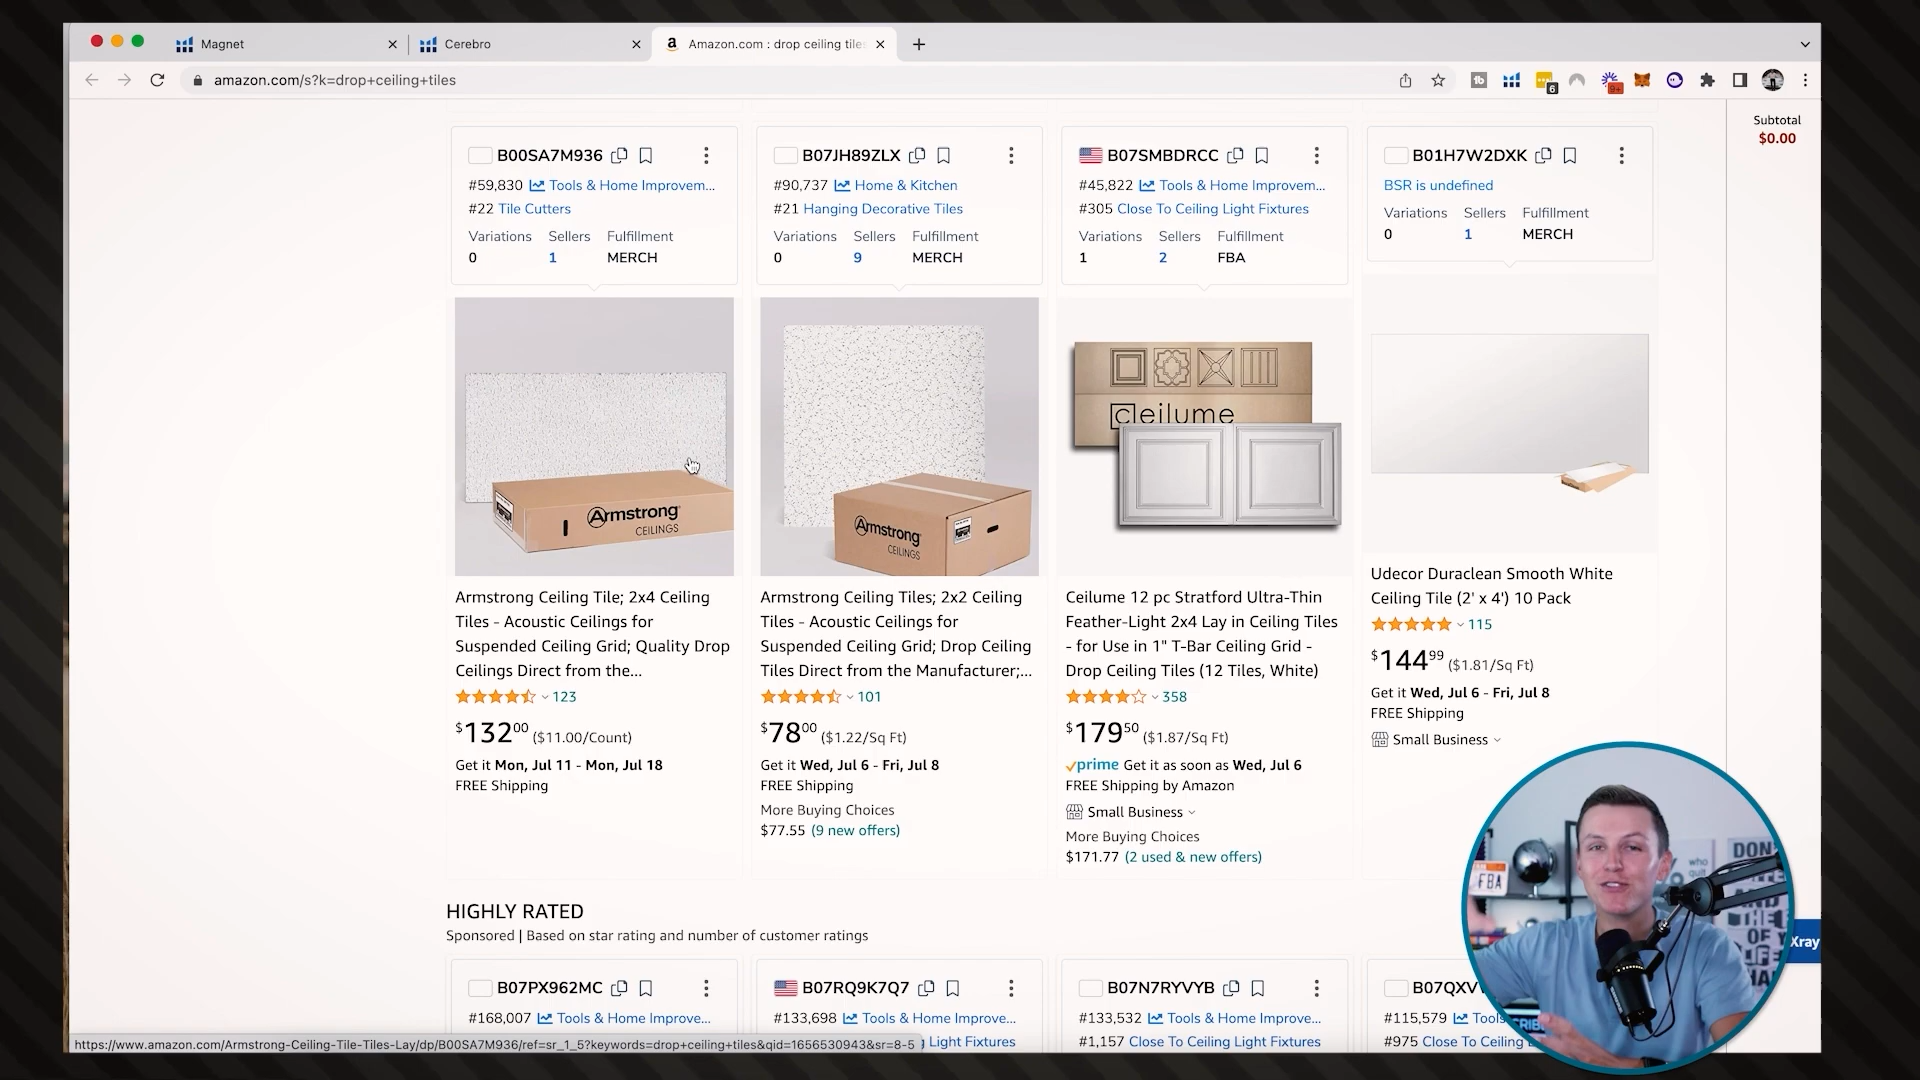 Magnet
Cerebro
Amazon.com : drop ceiling tile
amazon.com/s?k=drop+ceiling+tiles
6
9+
Subtotal
$0.00
B00SA7M936
#59,830 Tools & Home Improvem...
#22 Tile Cutters
Variations Sellers Fulfillment
0 1 MERCH
B07JH89ZLX
#90,737 Home & Kitchen
#21 Hanging Decorative Tiles
Variations Sellers Fulfillment
0 9 MERCH
B07SMBDRCC
#45,822 Tools & Home Improvem...
#305 Close To Ceiling Light Fixtures
Variations Sellers Fulfillment
1 2 FBA
B01H7W2DXK
BSR is undefined
Variations Sellers Fulfillment
0 1 MERCH
Armstrong
CEILINGS
Armstrong
CEILINGS
ceilume
Armstrong Ceiling Tile; 2x4 Ceiling
Tiles - Acoustic Ceilings for
Suspended Ceiling Grid; Quality Drop
Ceilings Direct from the...
123
$132.00 ($11.00/Count)
Get it Mon, Jul 11 - Mon, Jul 18
FREE Shipping
Armstrong Ceiling Tiles; 2x2 Ceiling
Tiles - Acoustic Ceilings for
Suspended Ceiling Grid; Drop Ceiling
Tiles Direct from the Manufacturer;...
101
$78.00 ($1.22/Sq Ft)
Get it Wed, Jul 6 - Fri, Jul 8
FREE Shipping
More Buying Choices
$77.55 (9 new offers)
Ceilume 12 pc Stratford Ultra-Thin
Feather-Light 2x4 Lay in Ceiling Tiles
- for Use in 1" T-Bar Ceiling Grid -
Drop Ceiling Tiles (12 Tiles, White)
358
$179.50 ($1.87/Sq Ft)
prime Get it as soon as Wed, Jul 6
FREE Shipping by Amazon
Small Business
More Buying Choices
$171.77 (2 used & new offers)
Udecor Duraclean Smooth White
Ceiling Tile (2' x 4') 10 Pack
115
$144.99 ($1.81/Sq Ft)
Get it Wed, Jul 6 - Fri, Jul 8
FREE Shipping
Small Business
HIGHLY RATED
Sponsored | Based on star rating and number of customer ratings
B07PX962MC
#168,007 Tools & Home Improve...
B07RQ9K7Q7
#133,698 Tools & Home Improve...
Light Fixtures
B07N7RYVYB
#133,532 Tools & Home Improve...
#1,157 Close To Ceiling Light Fixtures
B07QXV
#115,579 Tools
#975 Close To Ceiling
https://www.amazon.com/Armstrong-Ceiling-Tile-Tiles-Lay/dp/B00SA7M936/ref=sr_1_5?keywords=drop+ceiling+tiles&qid=1656530943&sr=8-5
FBA
who
quit
DON
AND
THE
OF
LIFE
Xray